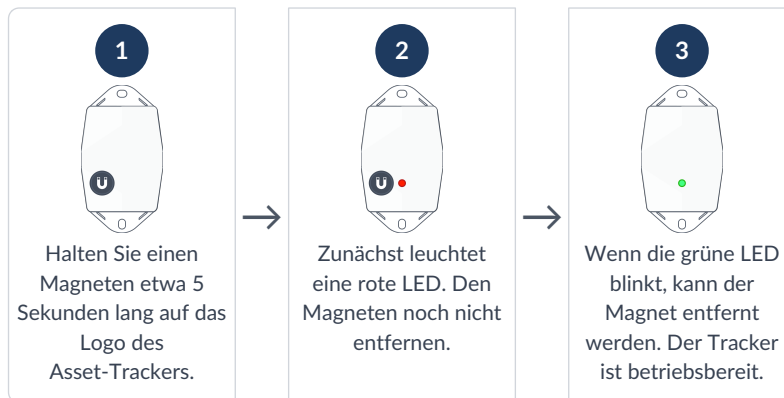 1
Halten Sie einen
Magneten etwa 5
Sekunden lang auf das
Logo des
Asset-Trackers.
2
Zunächst leuchtet
eine rote LED. Den
Magneten noch nicht
entfernen.
3
Wenn die grüne LED
blinkt, kann der
Magnet entfernt
werden. Der Tracker
ist betriebsbereit.